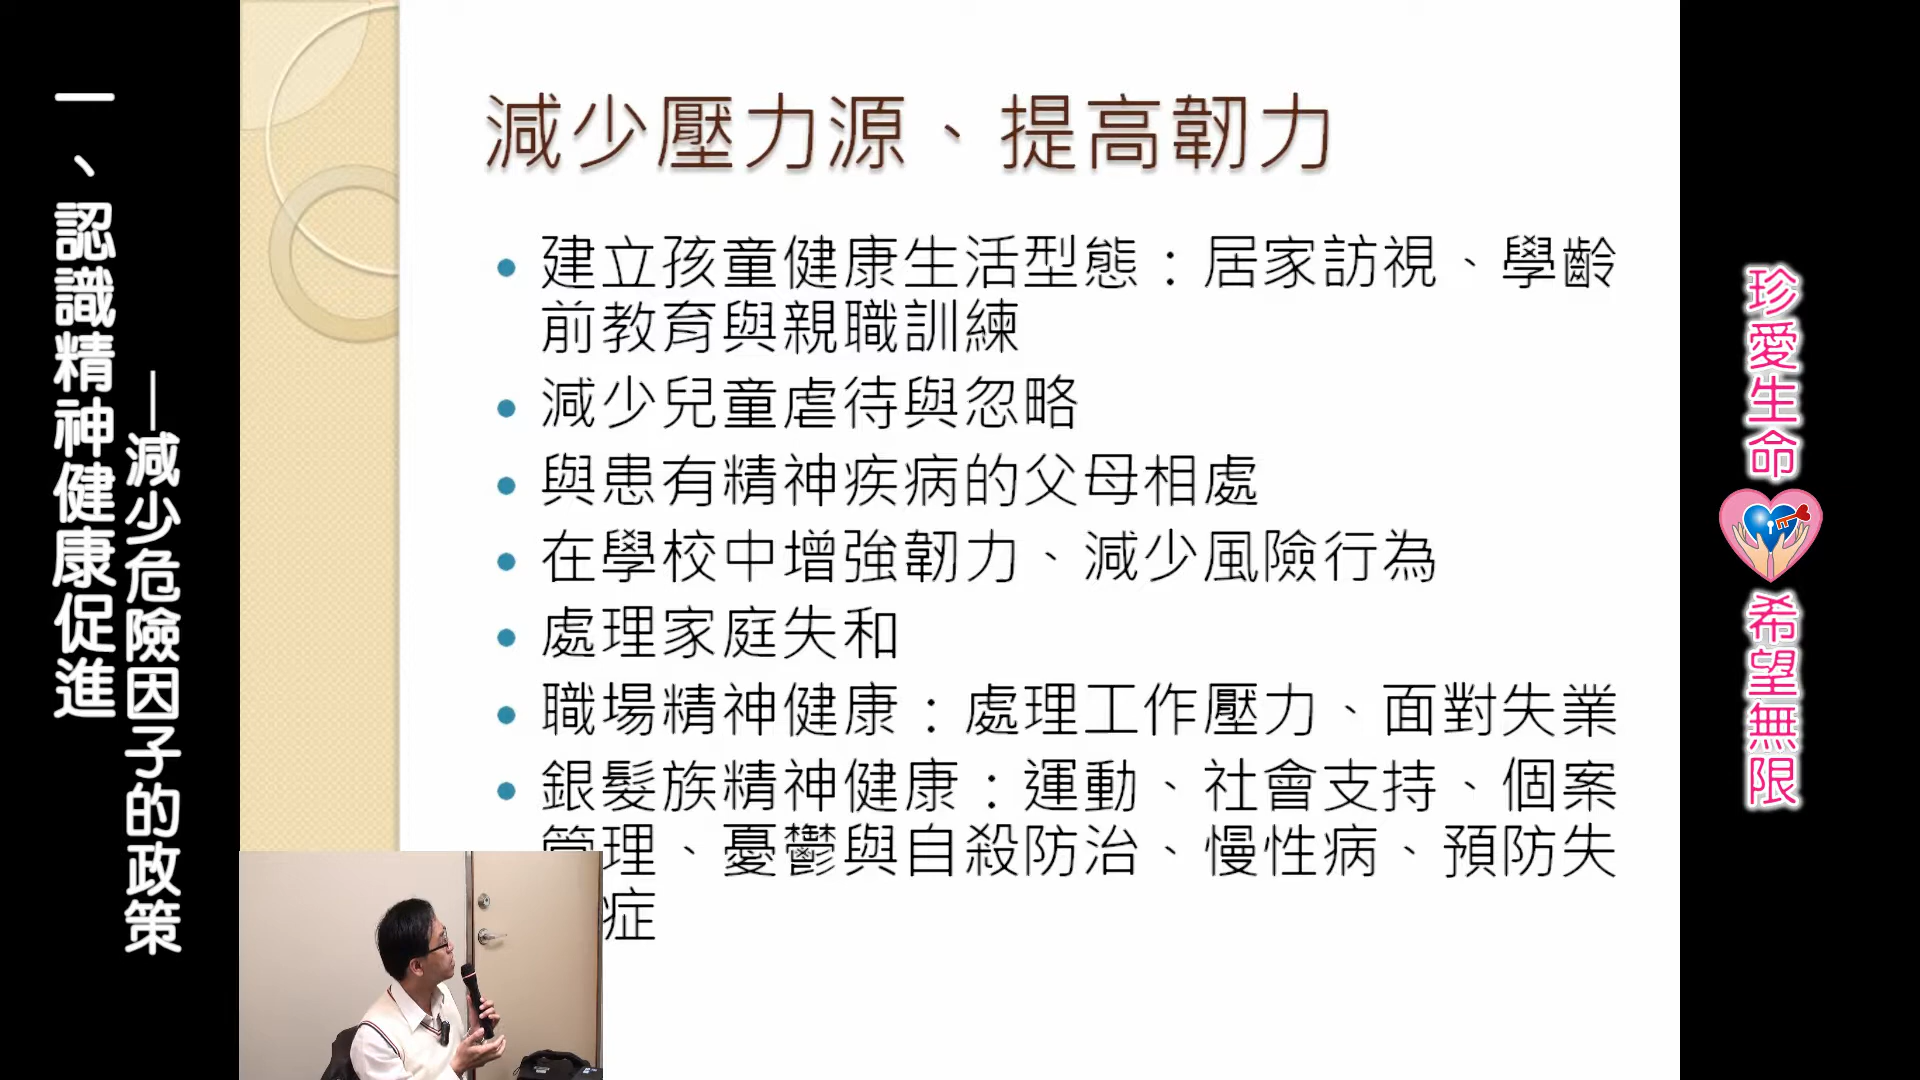 一、認識精神健康促進
—減少危險因子的政策
減少壓力源、提高韌力
• 建立孩童健康生活型態：居家訪視、學齡
前教育與親職訓練
• 減少兒童虐待與忽略
• 與患有精神疾病的父母相處
• 在學校中增強韌力、減少風險行為
• 處理家庭失和
• 職場精神健康：處理工作壓力、面對失業
• 銀髮族精神健康：運動、社會支持、個案
管理、憂鬱與自殺防治、慢性病、預防失
症
珍愛生命
希望無限